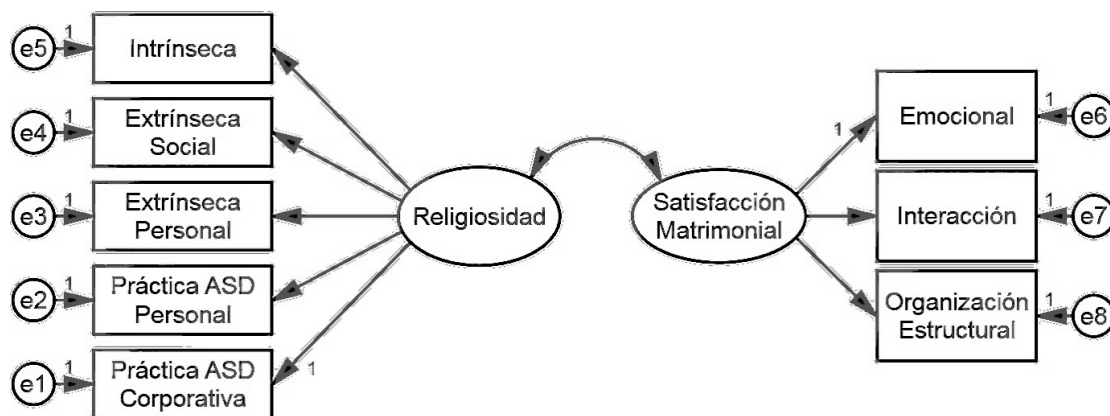 e5
1
Intrínseca
e4
1
Extrínseca
Social
e3
1
Extrínseca
Personal
e2
1
Práctica ASD
Personal
e1
1
Práctica ASD
Corporativa
1
Religiosidad
Satisfacción
Matrimonial
1
Emocional
1
e6
Interacción
1
e7
Organización
Estructural
1
e8